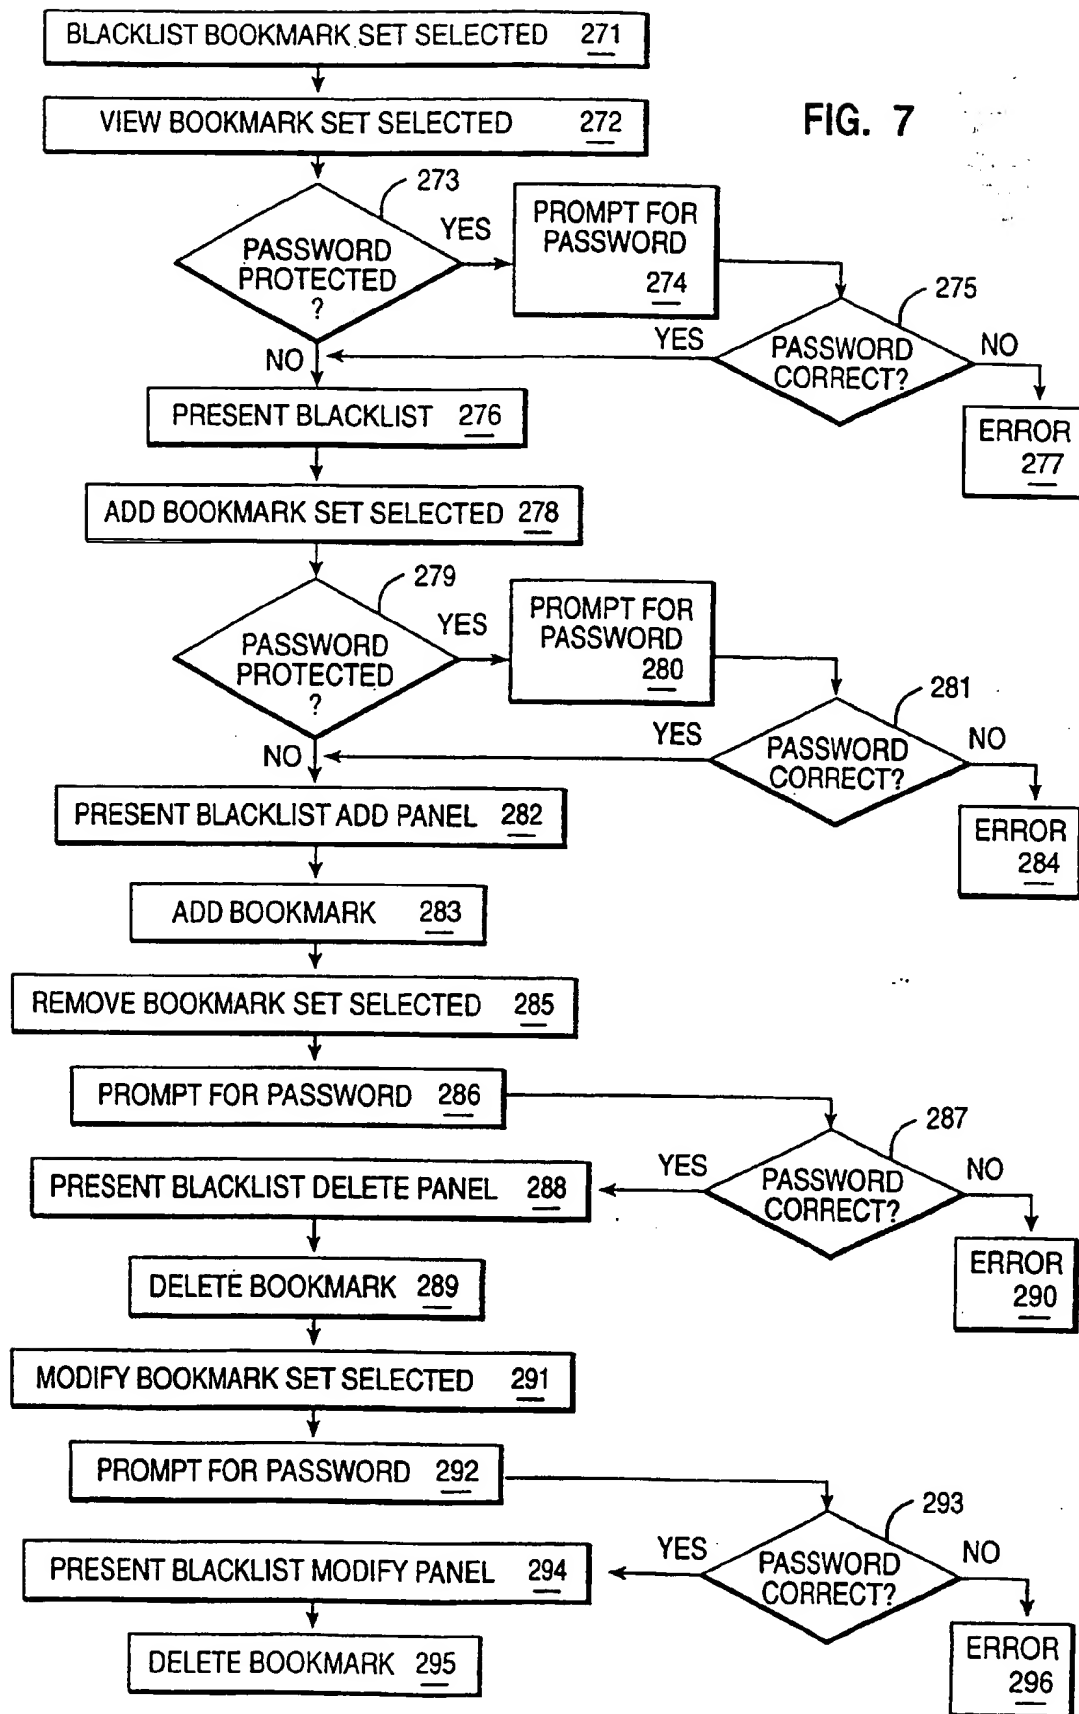 BLACKLIST BOOKMARK SET SELECTED 271
VIEW BOOKMARK SET SELECTED 272
FIG. 7
273
PASSWORD
PROTECTED
?
YES
PROMPT FOR
PASSWORD
274
275
PASSWORD
CORRECT?
YES
NO
NO
ERROR
277
PRESENT BLACKLIST 276
ADD BOOKMARK SET SELECTED 278
279
PASSWORD
PROTECTED
?
YES
PROMPT FOR
PASSWORD
280
281
PASSWORD
CORRECT?
YES
NO
NO
ERROR
284
PRESENT BLACKLIST ADD PANEL 282
ADD BOOKMARK 283
REMOVE BOOKMARK SET SELECTED 285
PROMPT FOR PASSWORD 286
287
PASSWORD
CORRECT?
YES
NO
PRESENT BLACKLIST DELETE PANEL 288
ERROR
290
DELETE BOOKMARK 289
MODIFY BOOKMARK SET SELECTED 291
PROMPT FOR PASSWORD 292
293
PASSWORD
CORRECT?
YES
NO
PRESENT BLACKLIST MODIFY PANEL 294
ERROR
296
DELETE BOOKMARK 295